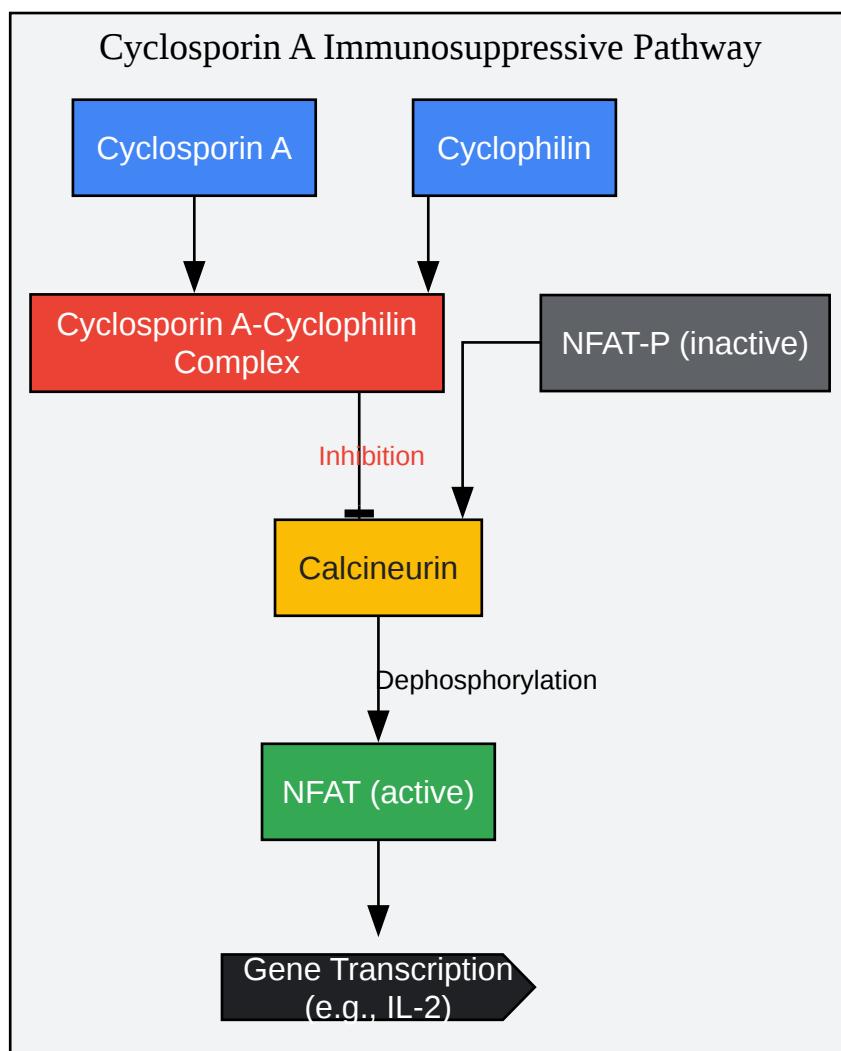 Cyclosporin A Immunosuppressive Pathway
Cyclosporin A
Cyclophilin
Cyclosporin A-Cyclophilin
Complex
NFAT-P (inactive)
Inhibition
Calcineurin
Dephosphorylation
NFAT (active)
Gene Transcription
(e.g., IL-2)